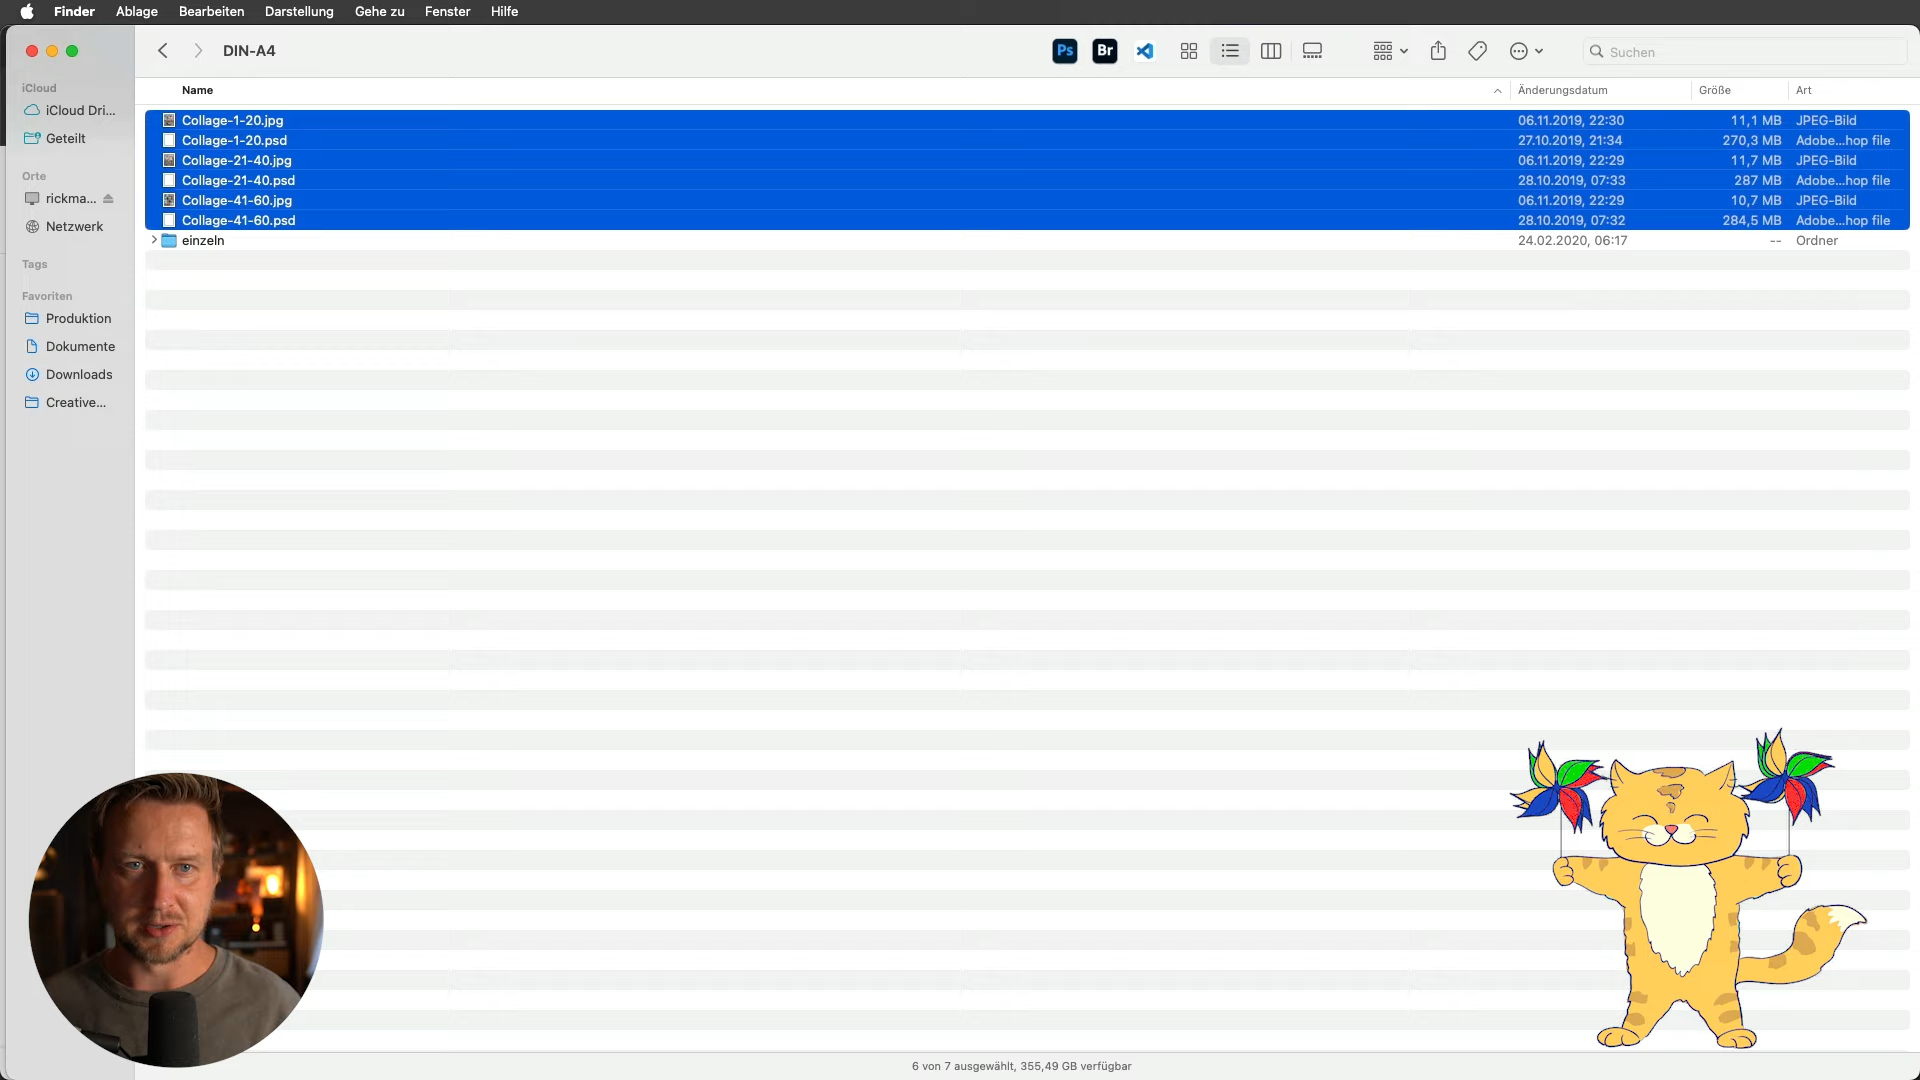 Finder Ablage Bearbeiten Darstellung Gehe zu Fenster Hilfe
DIN-A4
Ps
Br
Suchen
iCloud
iCloud Dri...
Geteilt
Orte
rickma...
Netzwerk
Tags
Favoriten
Produktion
Dokumente
Downloads
Creative...
Name Änderungsdatum Größe Art
Collage-1-20.jpg 06.11.2019, 22:30 11,1 MB JPEG-Bild
Collage-1-20.psd 27.10.2019, 21:34 270,3 MB Adobe...hop file
Collage-21-40.jpg 06.11.2019, 22:29 11,7 MB JPEG-Bild
Collage-21-40.psd 28.10.2019, 07:33 287 MB Adobe...hop file
Collage-41-60.jpg 06.11.2019, 22:29 10,7 MB JPEG-Bild
Collage-41-60.psd 28.10.2019, 07:32 284,5 MB Adobe...hop file
einzeln 24.02.2020, 06:17 -- Ordner
6 von 7 ausgewählt, 355,49 GB verfügbar